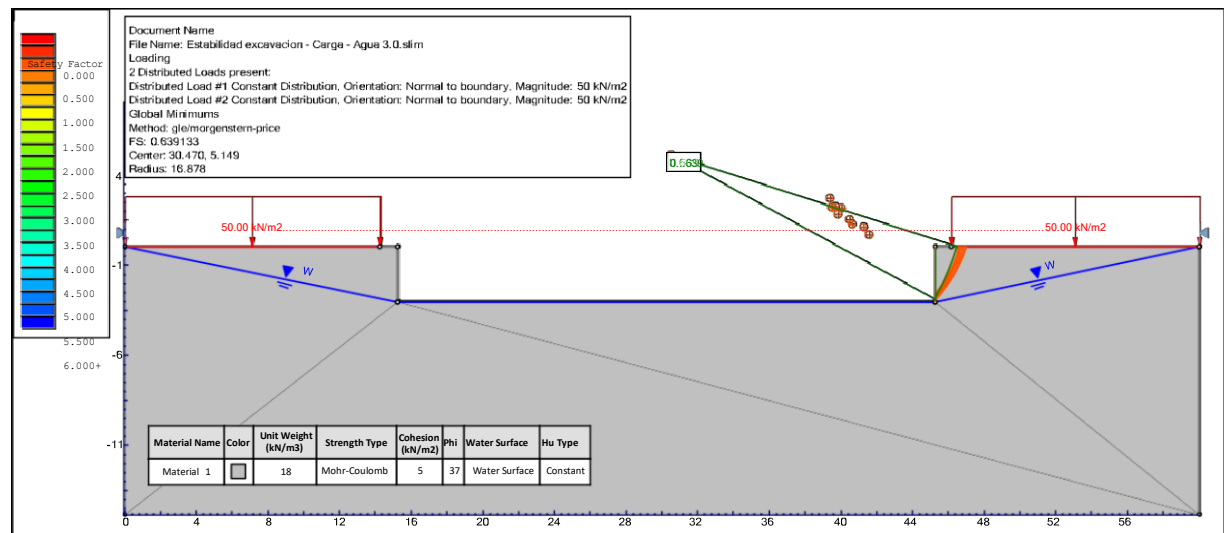 Document Name
File Name: Estabilidad excavacion - Carga - Agua 3.0.slim
Loading
2 Distributed Loads present:
Distributed Load #1 Constant Distribution, Orientation: Normal to boundary, Magnitude: 50 kN/m2
Distributed Load #2 Constant Distribution, Orientation: Normal to boundary, Magnitude: 50 kN/m2
Global Minimums
Method: gle/morgenstern-price
FS: 0.639133
Center: 30.470, 5.149
Radius: 16.878
Safety Factor
0.000
0.500
1.000
1.500
2.000
2.500
3.000
3.500
4.000
4.500
5.000
5.500
6.000+
4
-1
-6
-11
50.00 kN/m2
50.00 kN/m2
W
W
Material Name Color Unit Weight (kN/m3) Strength Type Cohesion (kN/m2) Phi Water Surface Hu Type
Material 1 18 Mohr-Coulomb 5 37 Water Surface Constant
0 4 8 12 16 20 24 28 32 36 40 44 48 52 56